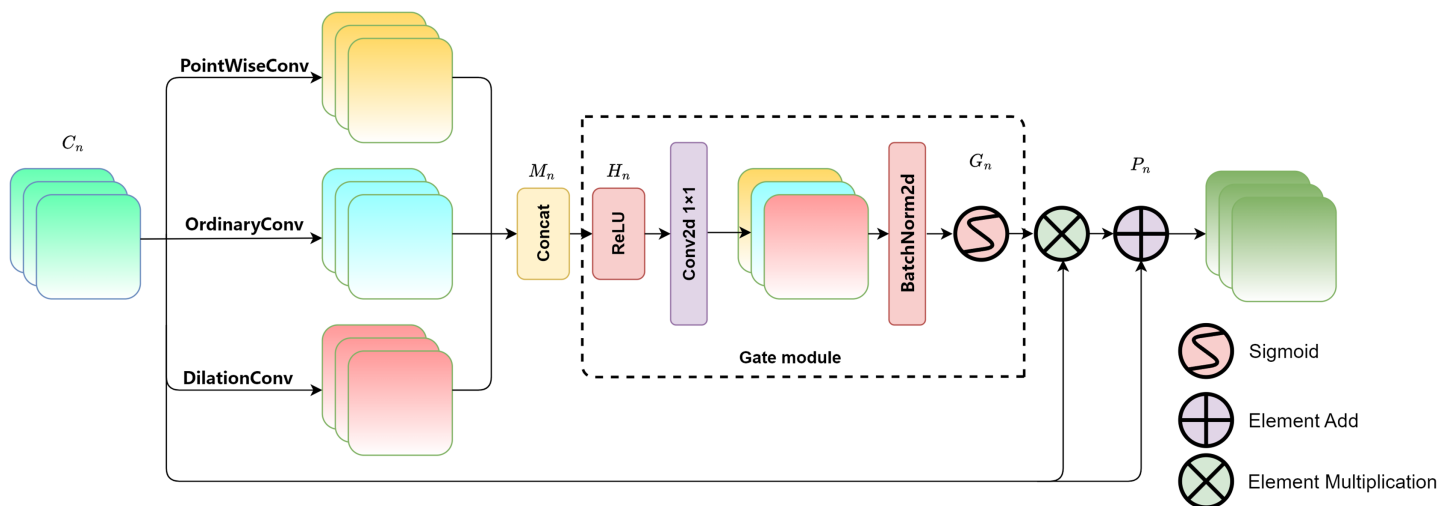 PointWiseConv
C_n
OrdinaryConv
DilationConv
M_n
Concat
H_n
ReLU
Conv2d 1×1
BatchNorm2d
G_n
Gate module
P_n
Sigmoid
Element Add
Element Multiplication